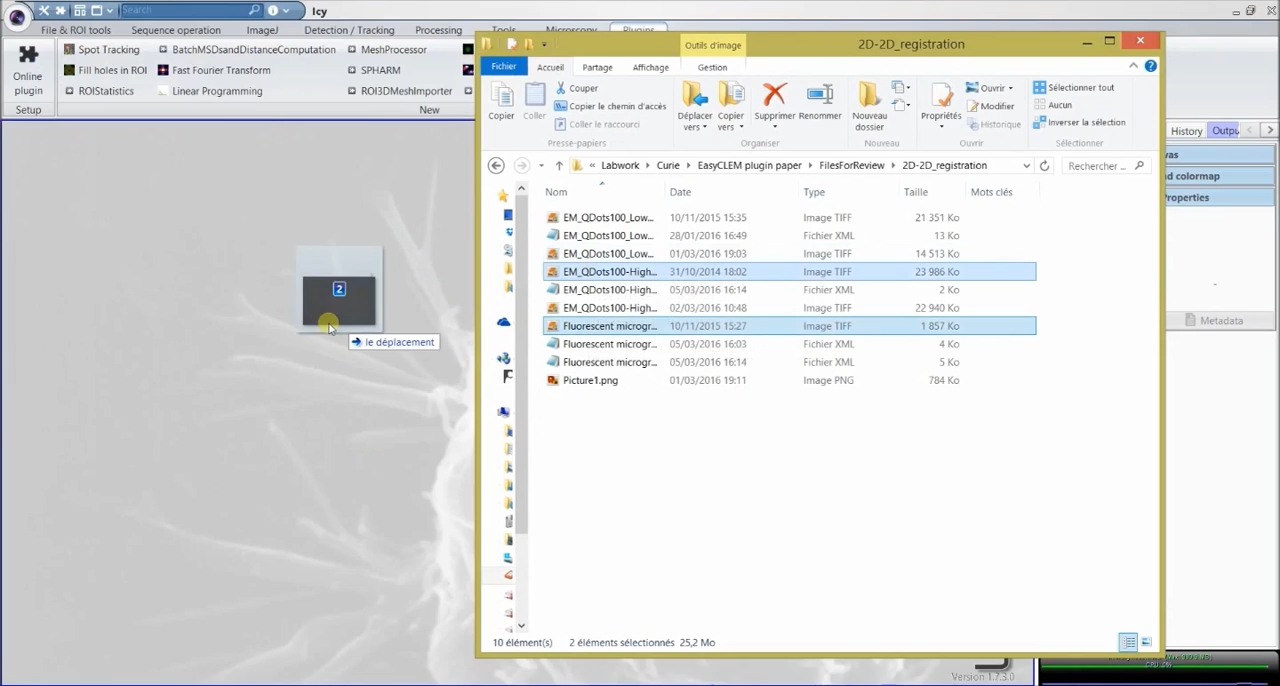 Search
Icy
File & ROI tools Sequence operation ImageJ Detection / Tracking Processing Tools Microscopy Plugins
Online plugin
Setup
Spot Tracking BatchMSDsandDistanceComputation MeshProcessor
Fill holes in ROI Fast Fourier Transform SPHARM
ROIStatistics Linear Programming ROI3DMeshImporter
New
Outils d'image
2D-2D_registration
Fichier Accueil Partage Affichage Gestion
Copier
Coller
Couper
Copier le chemin d'accès
Coller le raccourci
Presse-papiers
Déplacer vers
Copier vers
Supprimer
Renommer
Organiser
Nouveau dossier
Nouveau
Propriétés
Ouvrir
Modifier
Historique
Ouvrir
Sélectionner tout
Aucun
Inverser la sélection
Sélectionner
« Labwork Curie EasyCLEM plugin paper FilesForReview 2D-2D_registration
Rechercher ...
Nom Date Type Taille Mots clés
EM_QDots100_Low... 10/11/2015 15:35 Image TIFF 21 351 Ko
EM_QDots100_Low... 28/01/2016 16:49 Fichier XML 13 Ko
EM_QDots100_Low... 01/03/2016 19:03 Image TIFF 14 513 Ko
EM_QDots100-High... 31/10/2014 18:02 Image TIFF 23 986 Ko
EM_QDots100-High... 05/03/2016 16:14 Fichier XML 2 Ko
EM_QDots100-High... 02/03/2016 10:48 Image TIFF 22 940 Ko
Fluorescent microgr... 10/11/2015 15:27 Image TIFF 1 857 Ko
Fluorescent microgr... 05/03/2016 16:03 Fichier XML 4 Ko
Fluorescent microgr... 05/03/2016 16:14 Fichier XML 5 Ko
Picture1.png 01/03/2016 19:11 Image PNG 784 Ko
10 élément(s) 2 éléments sélectionnés 25,2 Mo
2
le déplacement
History Outpu
vas
nd colormap
Properties
Metadata
Version 1.7.3.0